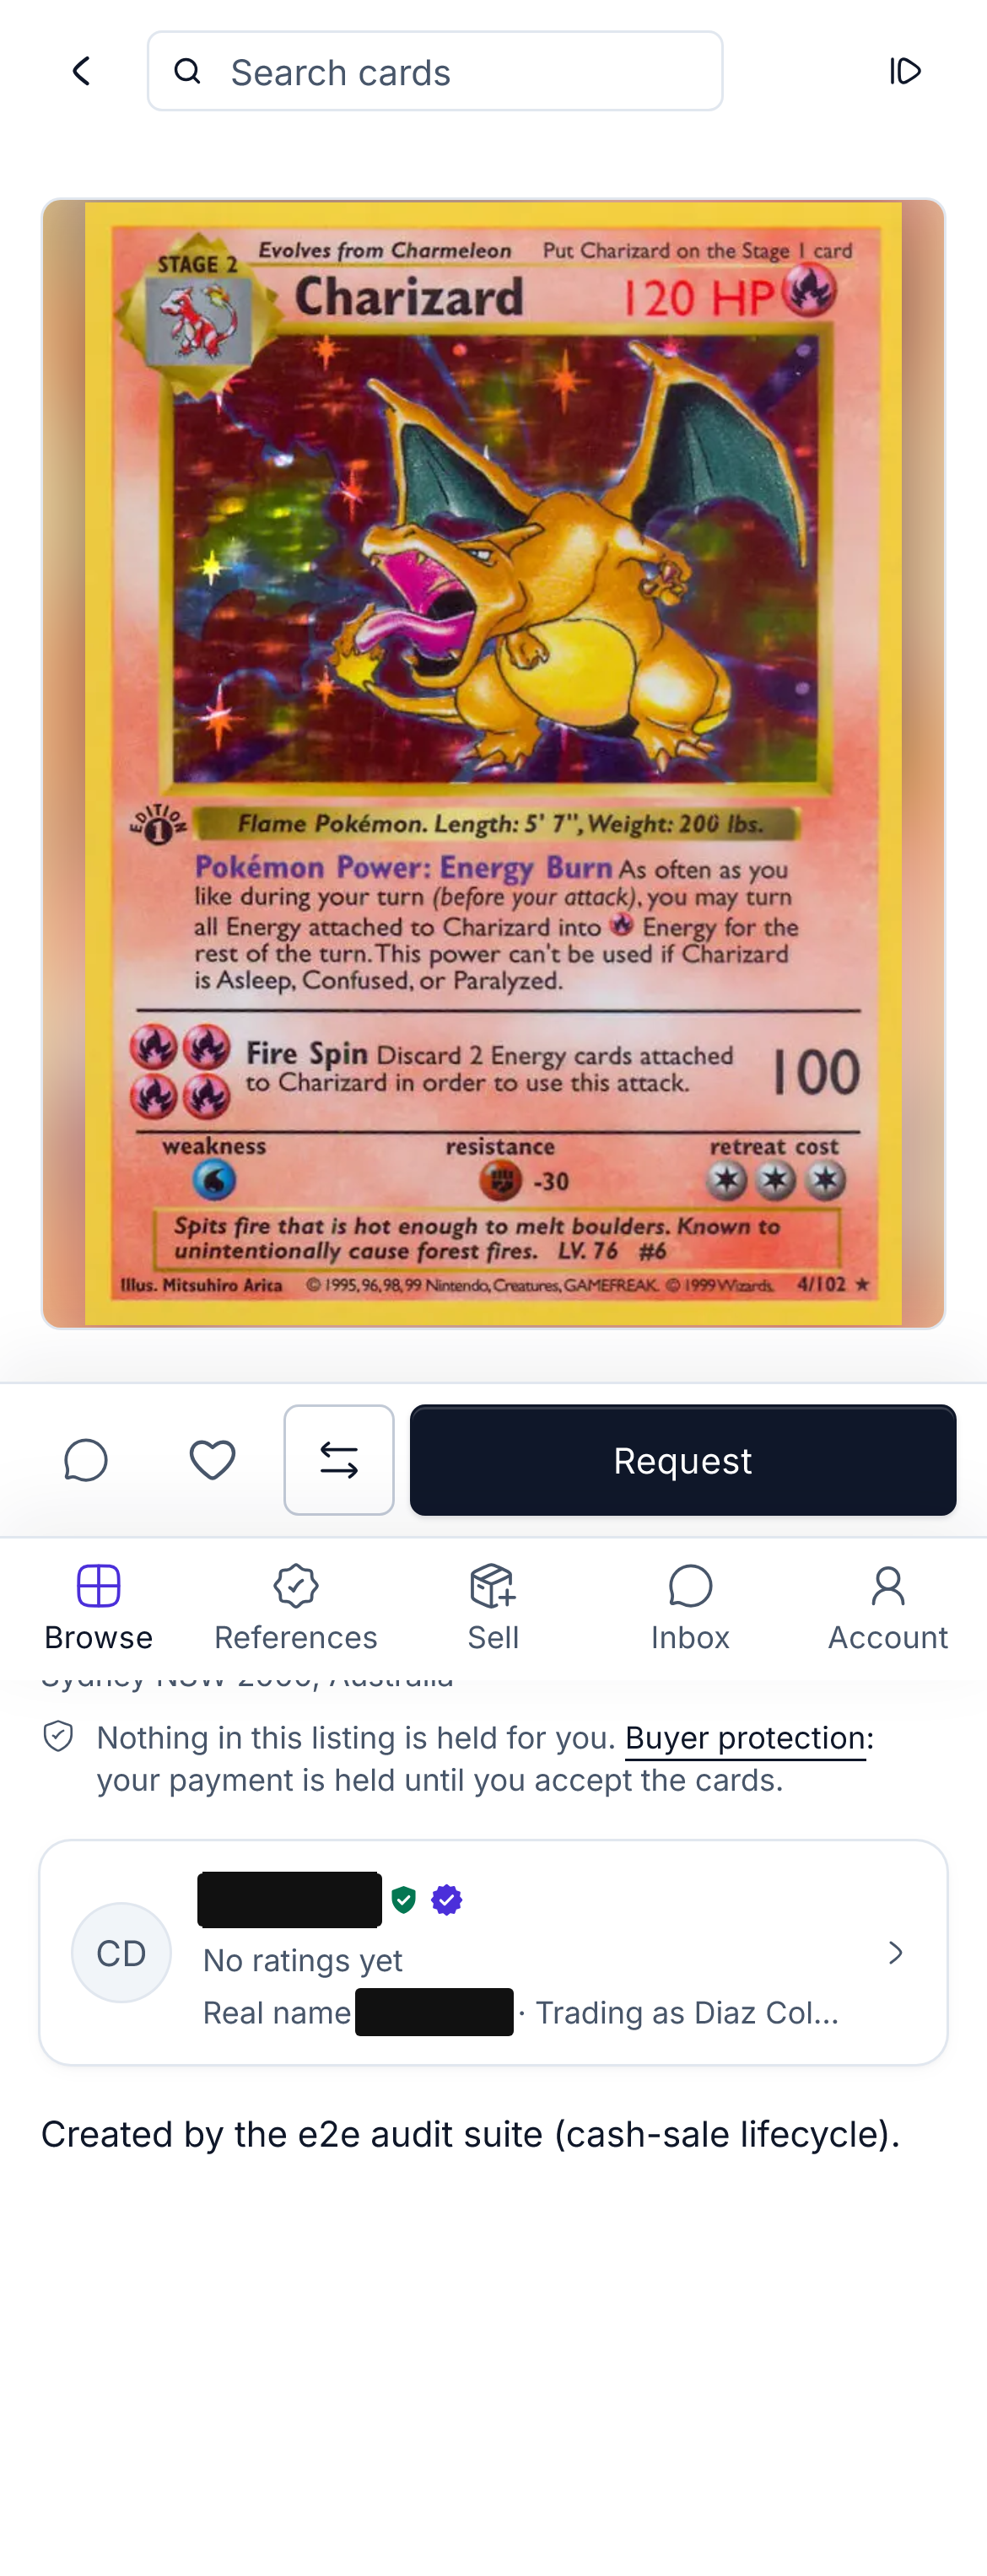 Search cards
STAGE 2
Evolves from Charmeleon Put Charizard on the Stage 1 card
Charizard 120 HP
EDITION 1
Flame Pokémon. Length: 5' 7", Weight: 200 lbs.
Pokémon Power: Energy Burn As often as you
like during your turn (before your attack), you may turn
all Energy attached to Charizard into Energy for the
rest of the turn. This power can't be used if Charizard
is Asleep, Confused, or Paralyzed.
Fire Spin Discard 2 Energy cards attached
to Charizard in order to use this attack.
100
weakness resistance retreat cost
-30
Spits fire that is hot enough to melt boulders. Known to
unintentionally cause forest fires. LV. 76 #6
Illus. Mitsuhiro Arita © 1995, 96, 98, 99 Nintendo, Creatures, GAMEFREAK. © 1999 Wizards. 4/102 ★
Request
Browse References Sell Inbox Account
Sydney NSW 2000, Australia
Nothing in this listing is held for you. Buyer protection:
your payment is held until you accept the cards.
CD
No ratings yet
Real name · Trading as Diaz Col...
Created by the e2e audit suite (cash-sale lifecycle).